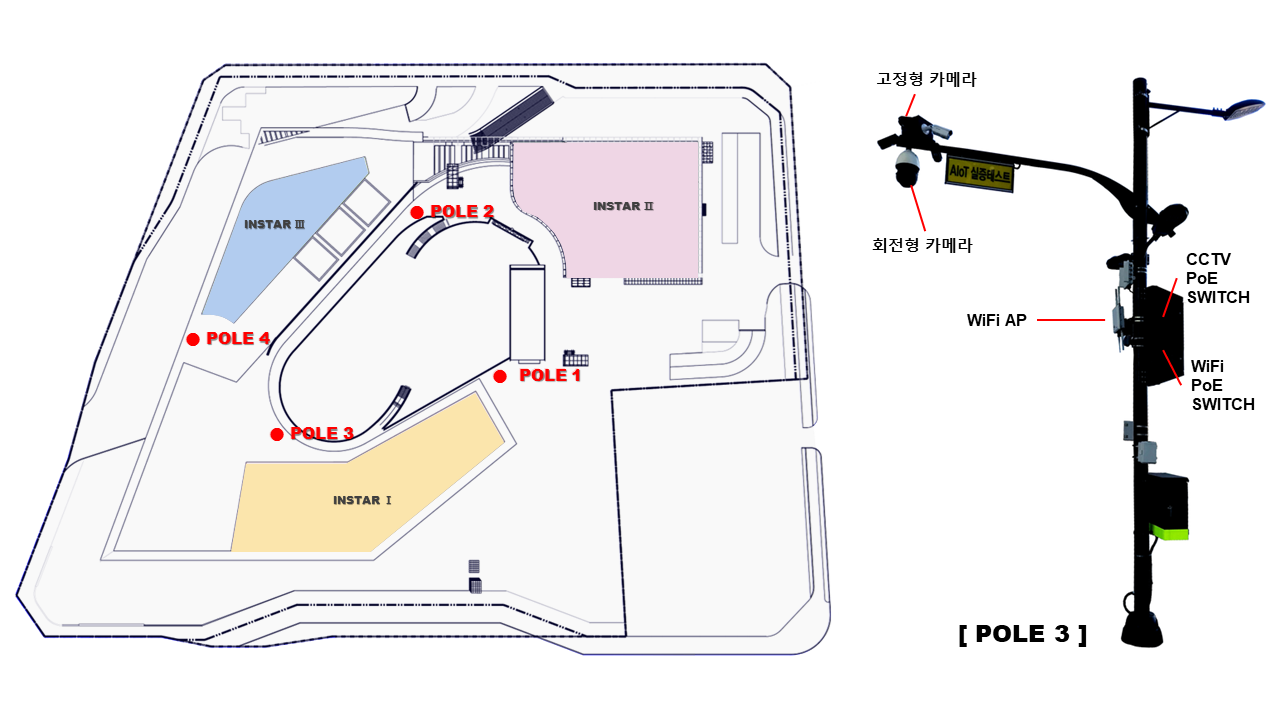 INSTAR Ⅲ
INSTAR Ⅱ
POLE 2
POLE 4
POLE 1
POLE 3
INSTAR Ⅰ
고정형 카메라
AIoT 실증테스트
회전형 카메라
CCTV
PoE
SWITCH
WiFi AP
WiFi
PoE
SWITCH
[ POLE 3 ]